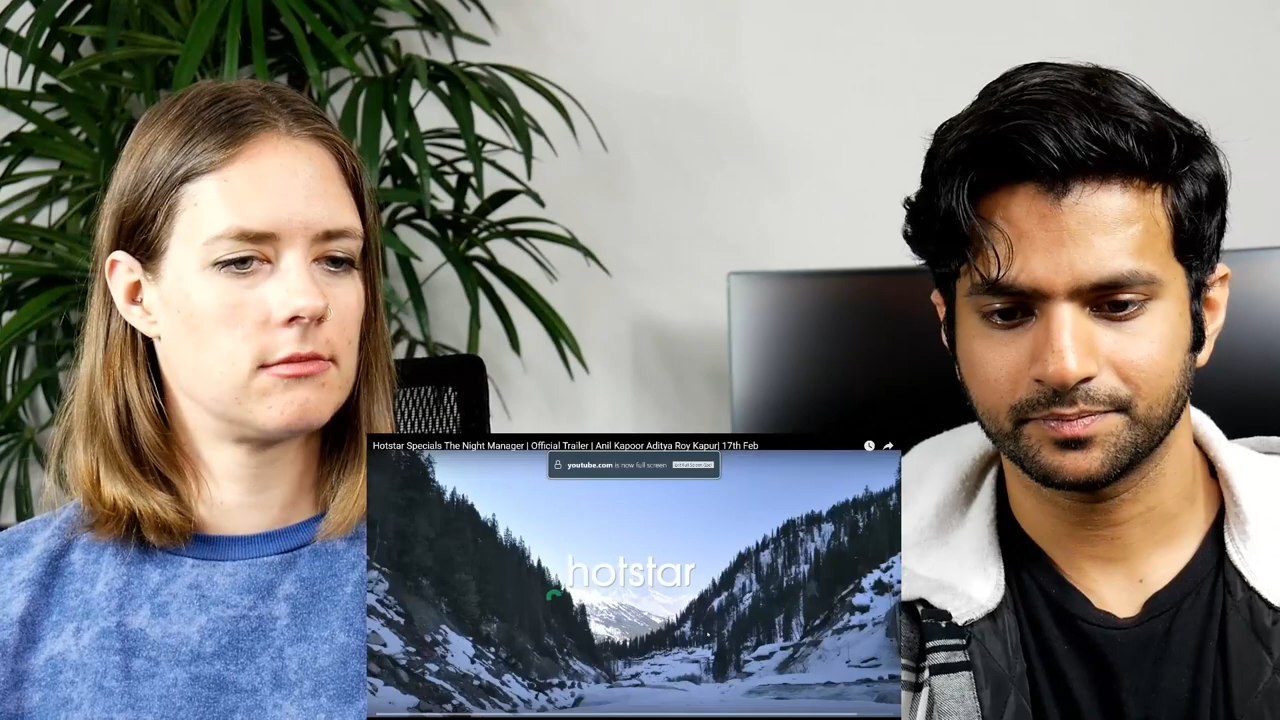 Hotstar Specials The Night Manager | Official Trailer | Anil Kapoor Aditya Roy Kapur| 17th Feb
youtube.com is now full screen
hotstar